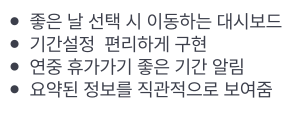 ● 좋은 날 선택 시 이동하는 대시보드
● 기간설정  편리하게 구현
● 연중 휴가가기 좋은 기간 알림
● 요약된 정보를 직관적으로 보여줌